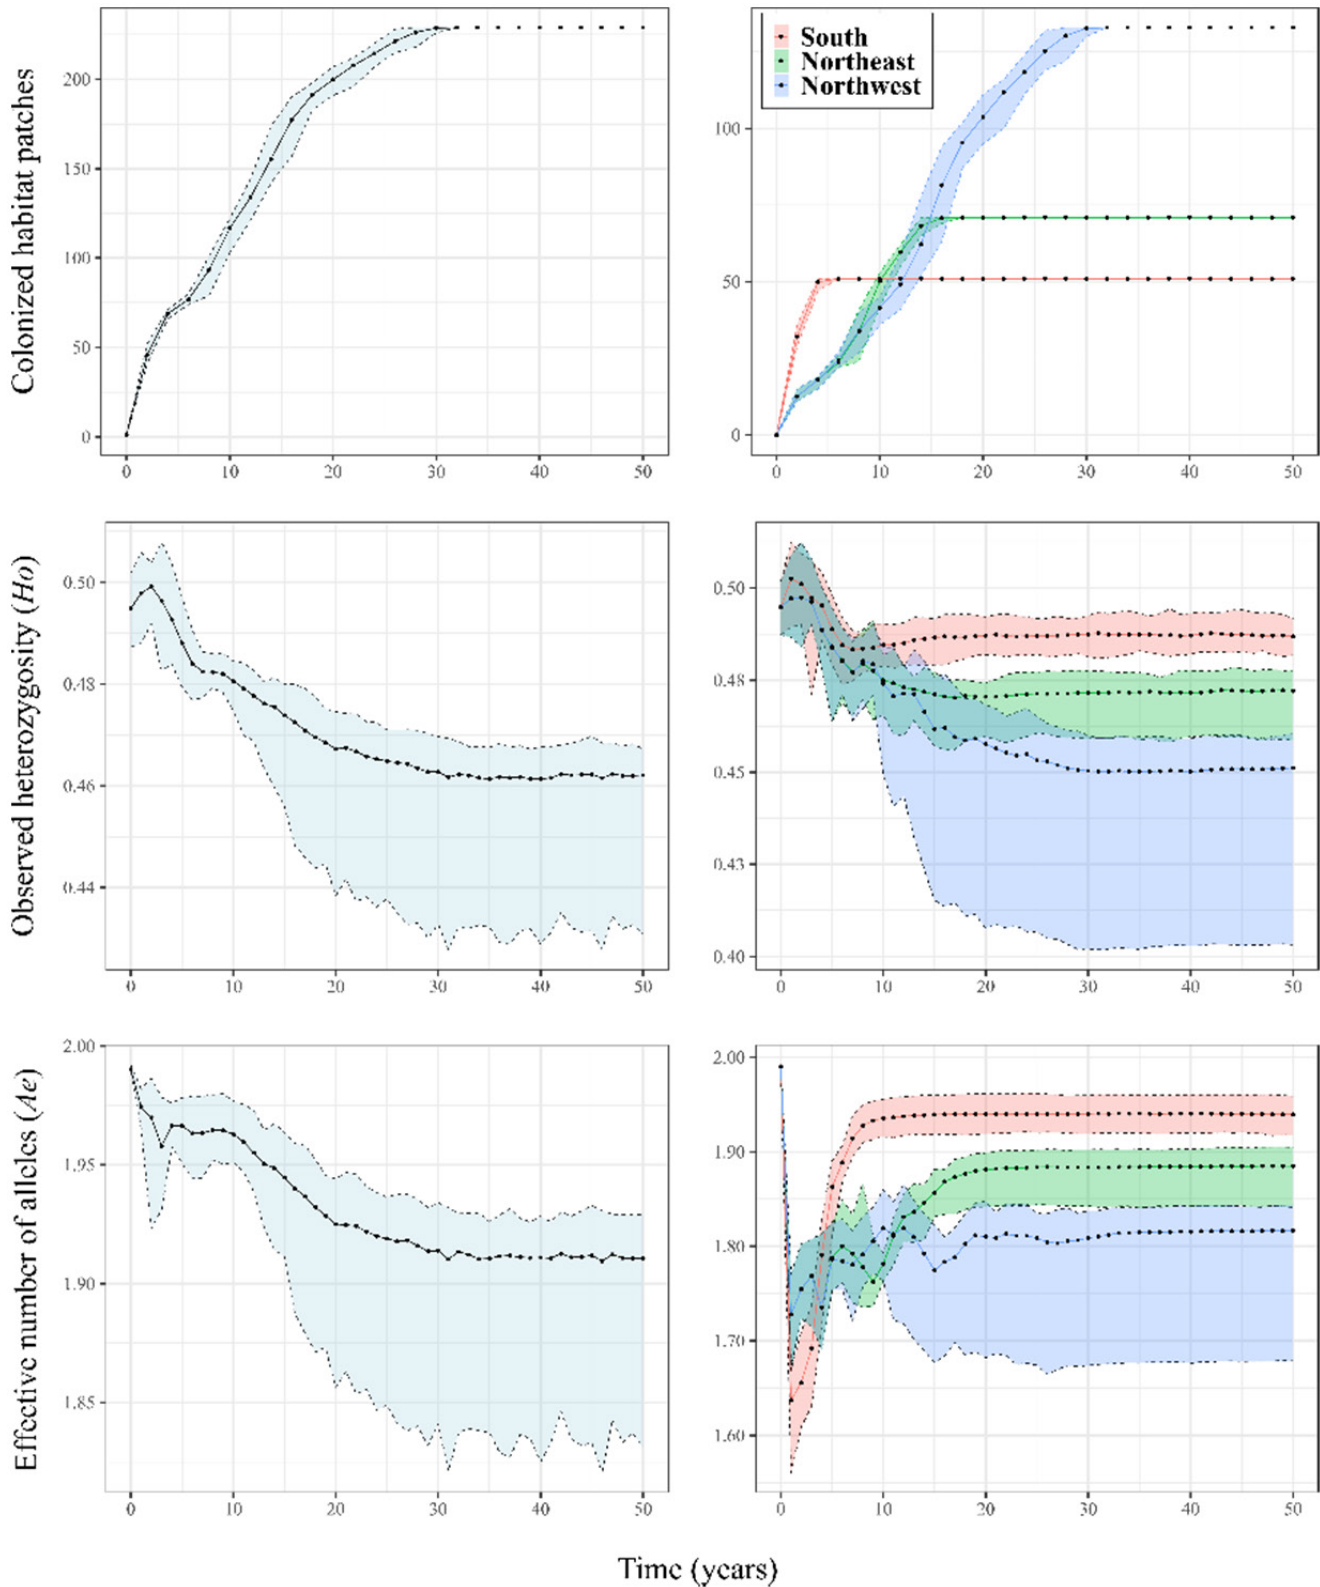 Colonized habitat patches
200
150
100
50
0
0 10 20 30 40 50
South
Northeast
Northwest
100
50
0
0 10 20 30 40 50
Observed heterozygosity (Ho)
0.50
0.48
0.46
0.44
0 10 20 30 40 50
0.50
0.48
0.45
0.43
0.40
0 10 20 30 40 50
Effective number of alleles (Ae)
2.00
1.95
1.90
1.85
0 10 20 30 40 50
2.00
1.90
1.80
1.70
1.60
0 10 20 30 40 50
Time (years)